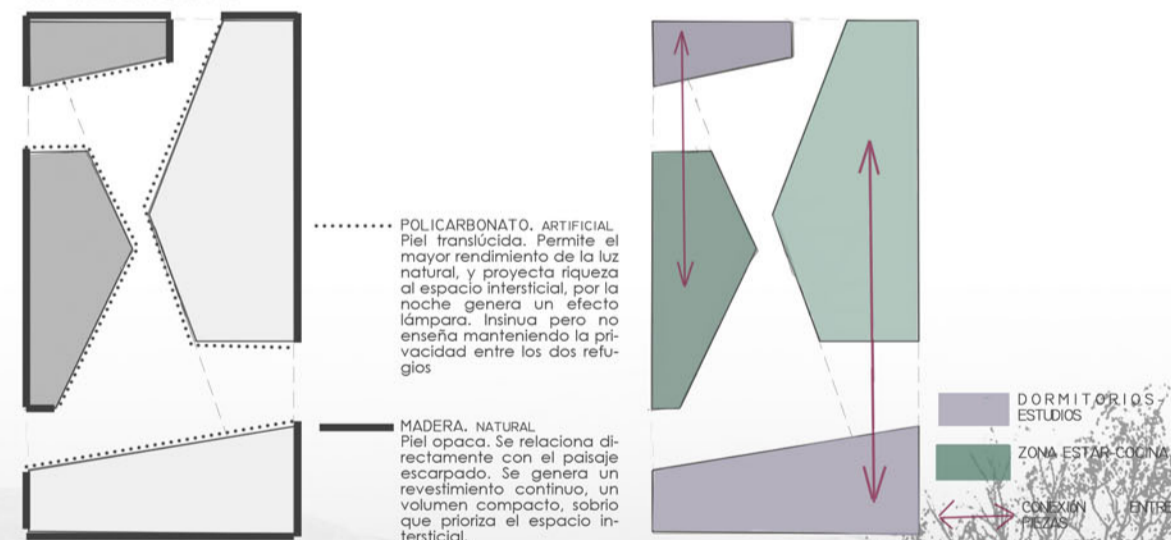 POLICARBONATO. ARTIFICIAL
Piel translúcida. Permite el
mayor rendimiento de la luz
natural, y proyecta riqueza
al espacio intersticial, por la
noche genera un efecto
lámpara. Insinua pero no
enseña manteniendo la pri-
vacidad entre los dos refu-
gios
MADERA. NATURAL
Piel opaca. Se relaciona di-
rectamente con el paisaje
escarpado. Se genera un
revestimiento continuo, un
volumen compacto, sobrio
que prioriza el espacio in-
tersticial.
DORMITORIOS-
ESTUDIOS
ZONA ESTAR-COCINA
CONEXIÓN ENTRE
PIEZAS